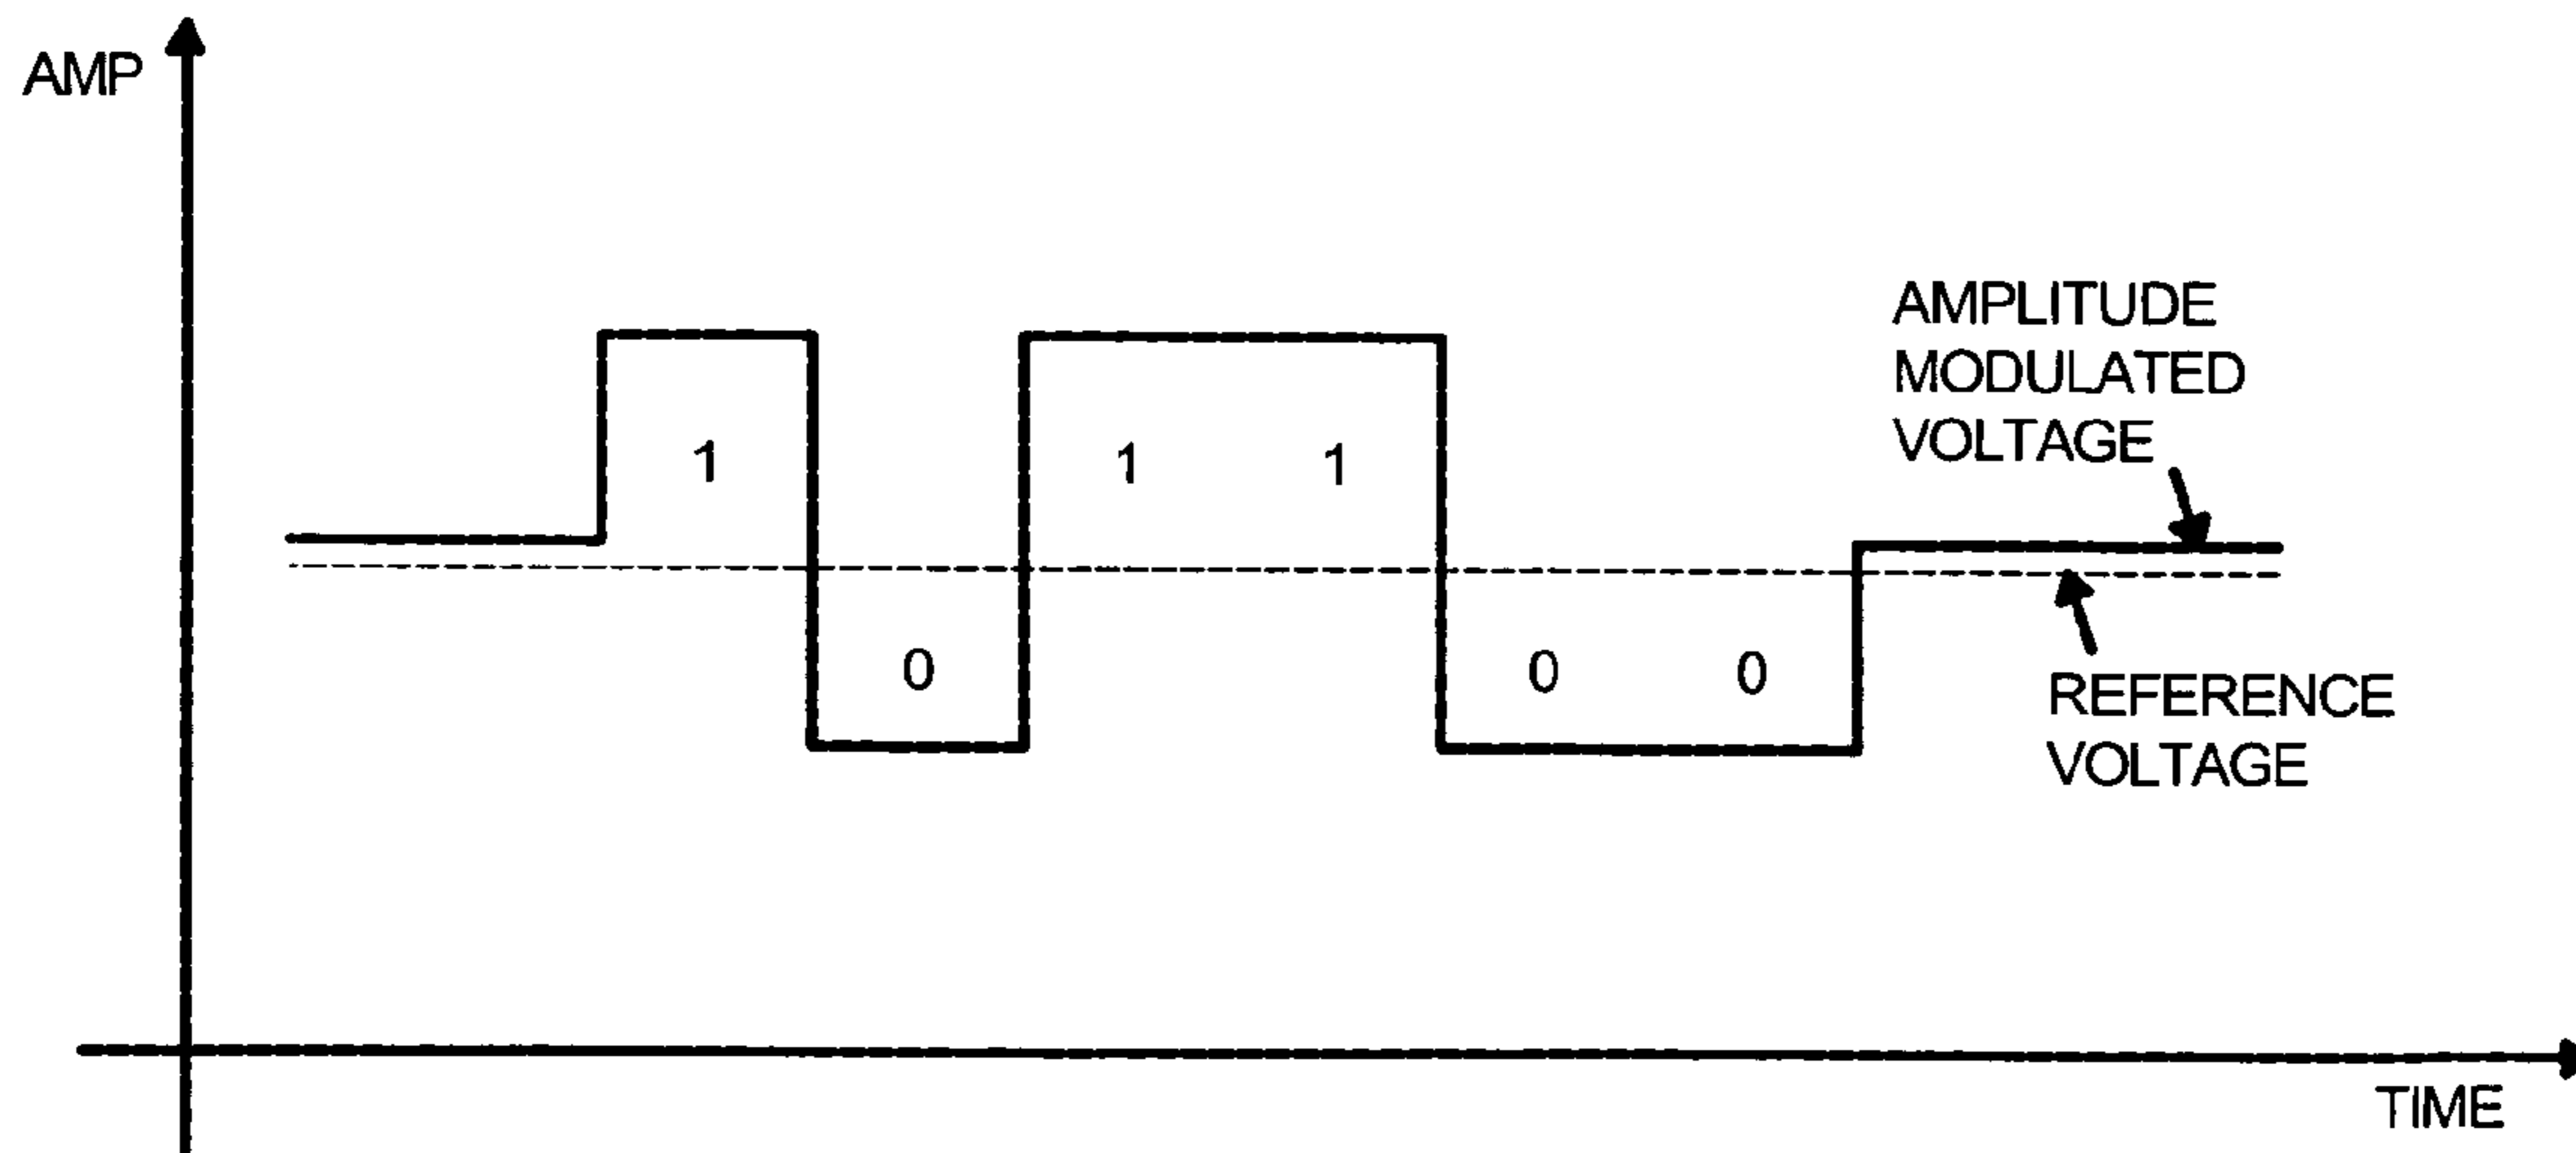 AMP
AMPLITUDE
MODULATED
VOLTAGE
1
1 1
0
0 0
REFERENCE
VOLTAGE
TIME